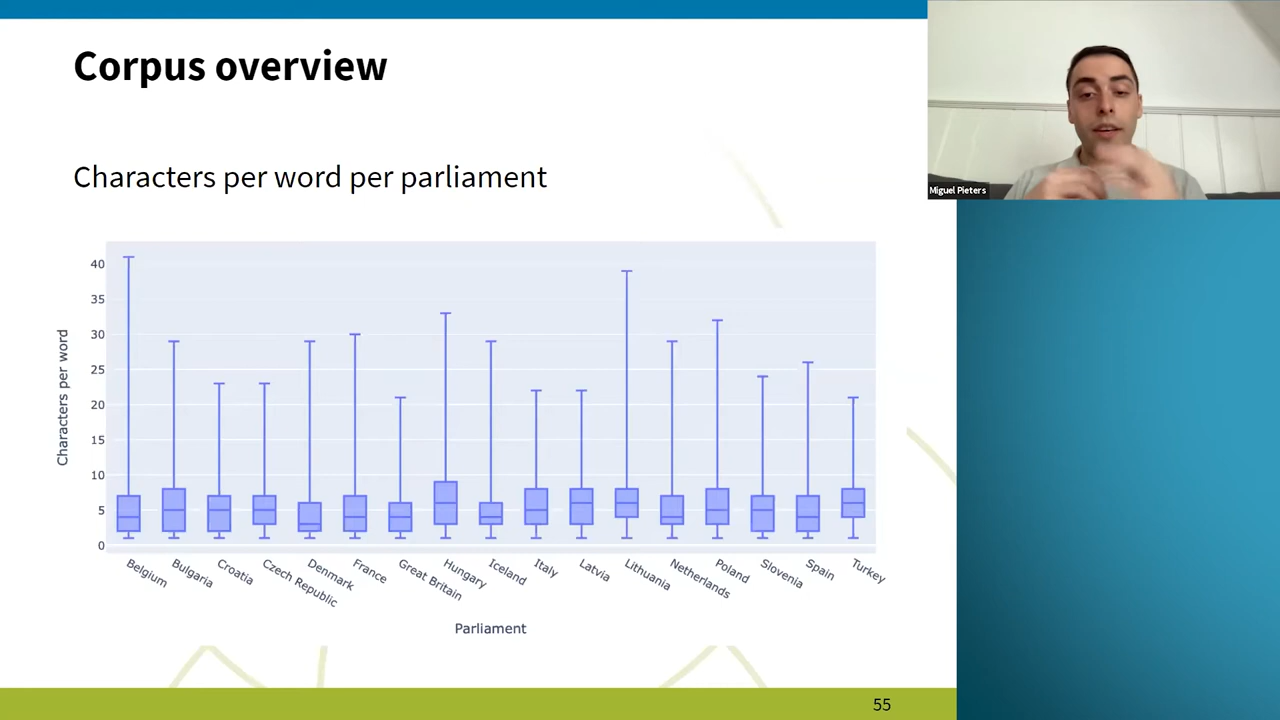 Corpus overview
Miguel Pieters
Characters per word per parliament
Characters per word
40
35
30
25
20
15
10
5
0
Belgium
Bulgaria
Croatia
Czech Republic
Denmark
France
Great Britain
Hungary
Iceland
Italy
Latvia
Lithuania
Netherlands
Poland
Slovenia
Spain
Turkey
Parliament
55